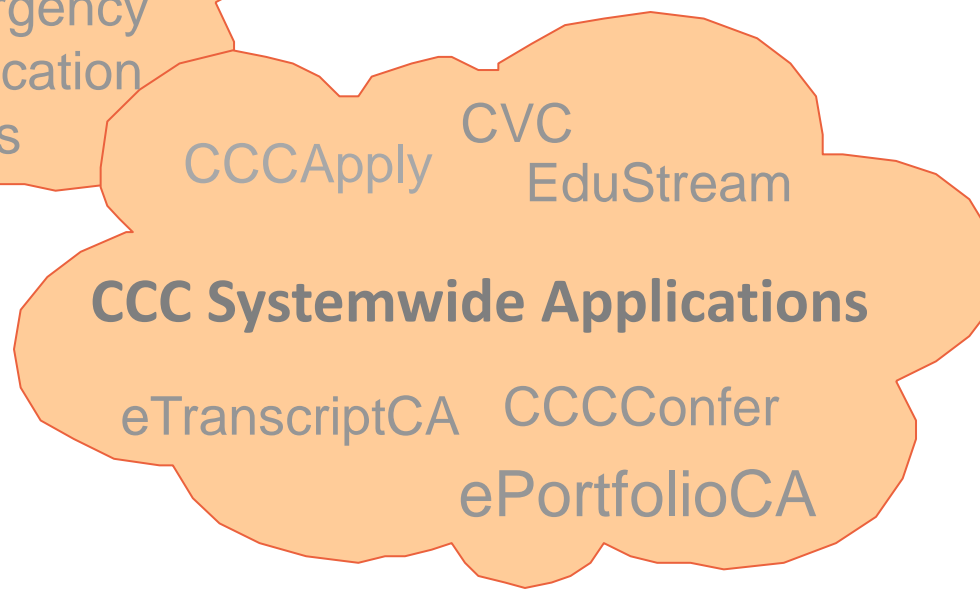 CVC
CCCApply
EduStream
CCC Systemwide Applications
eTranscriptCA
CCCConfer
ePortfolioCA